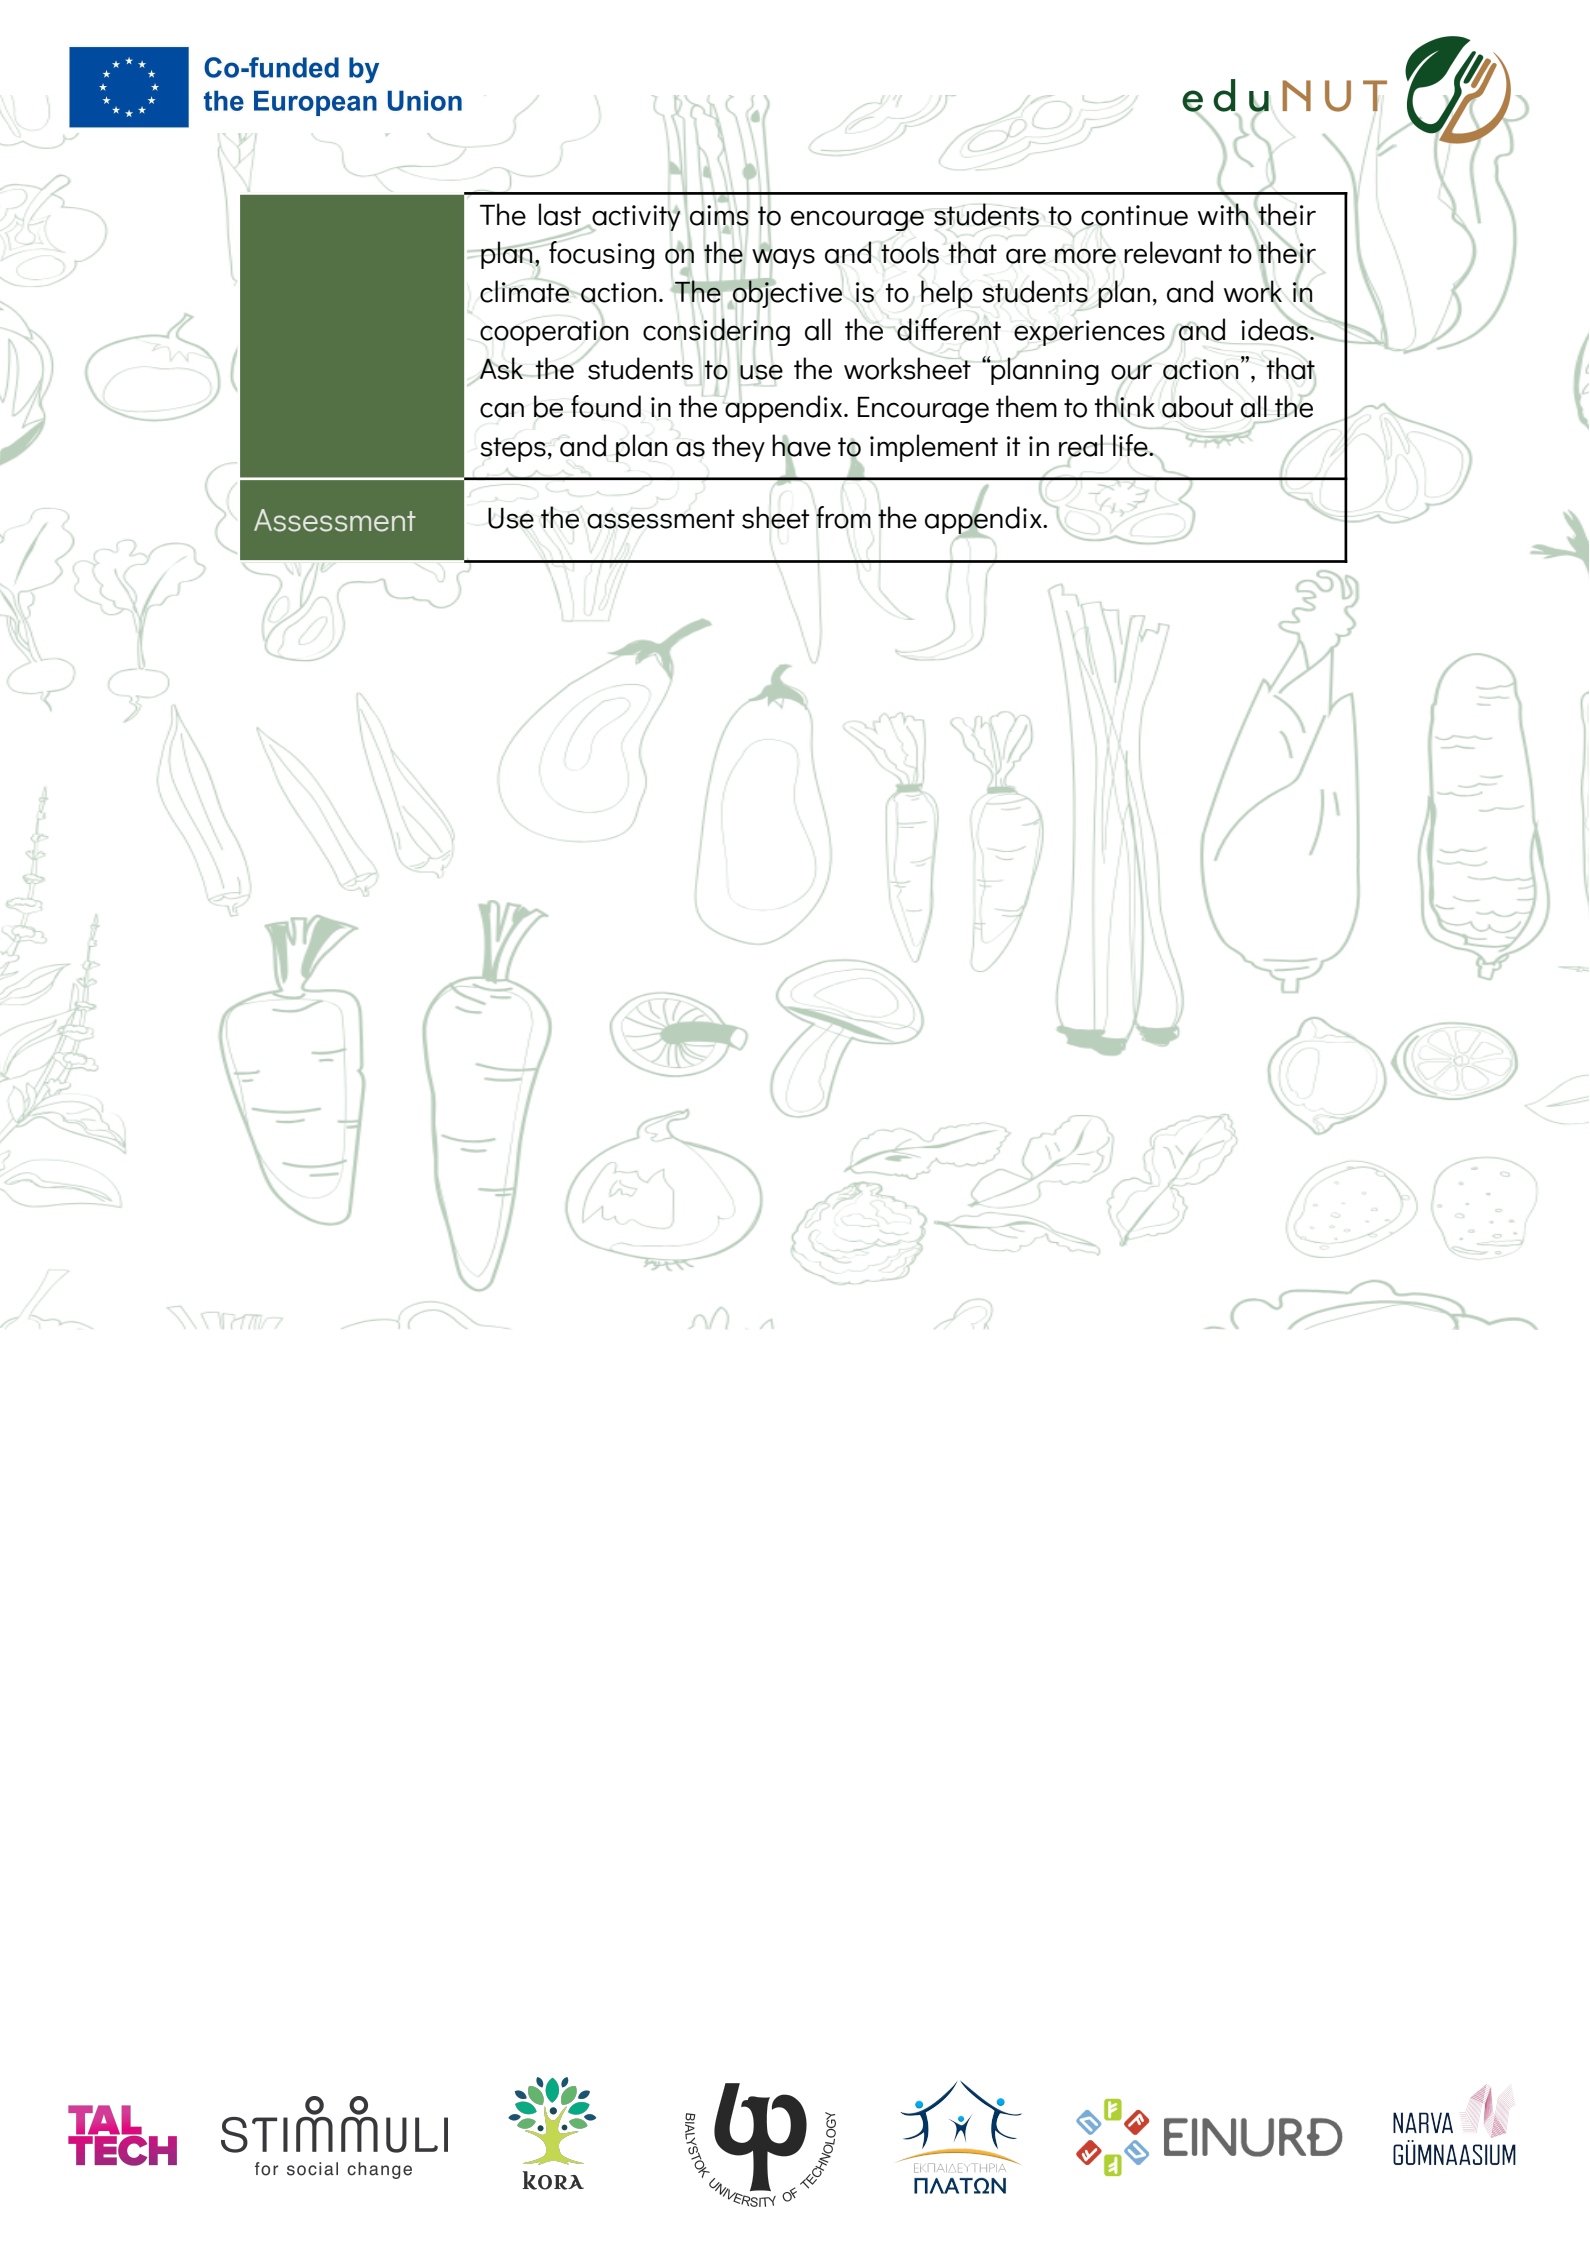 Co-funded by
the European Union
eduNUT
The last activity aims to encourage students to continue with their
plan, focusing on the ways and tools that are more relevant to their
climate action. The objective is to help students plan, and work in
cooperation considering all the different experiences and ideas.
Ask the students to use the worksheet “planning our action”, that
can be found in the appendix. Encourage them to think about all the
steps, and plan as they have to implement it in real life.
Assessment
Use the assessment sheet from the appendix.
TAL
TECH
STIMMULI
for social change
KORA
BIALYSTOK UNIVERSITY OF TECHNOLOGY
ΕΚΠΑΙΔΕΥΤΗΡΙΑ
ΠΛΑΤΩΝ
EINURÐ
NARVA
GÜMNAASIUM